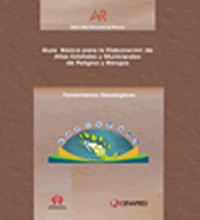 AR
Guía Básica para la Elaboración de
Atlas Estatales y Municipales
de Peligros y Riesgos
Fenómenos Geológicos
CENAPRED